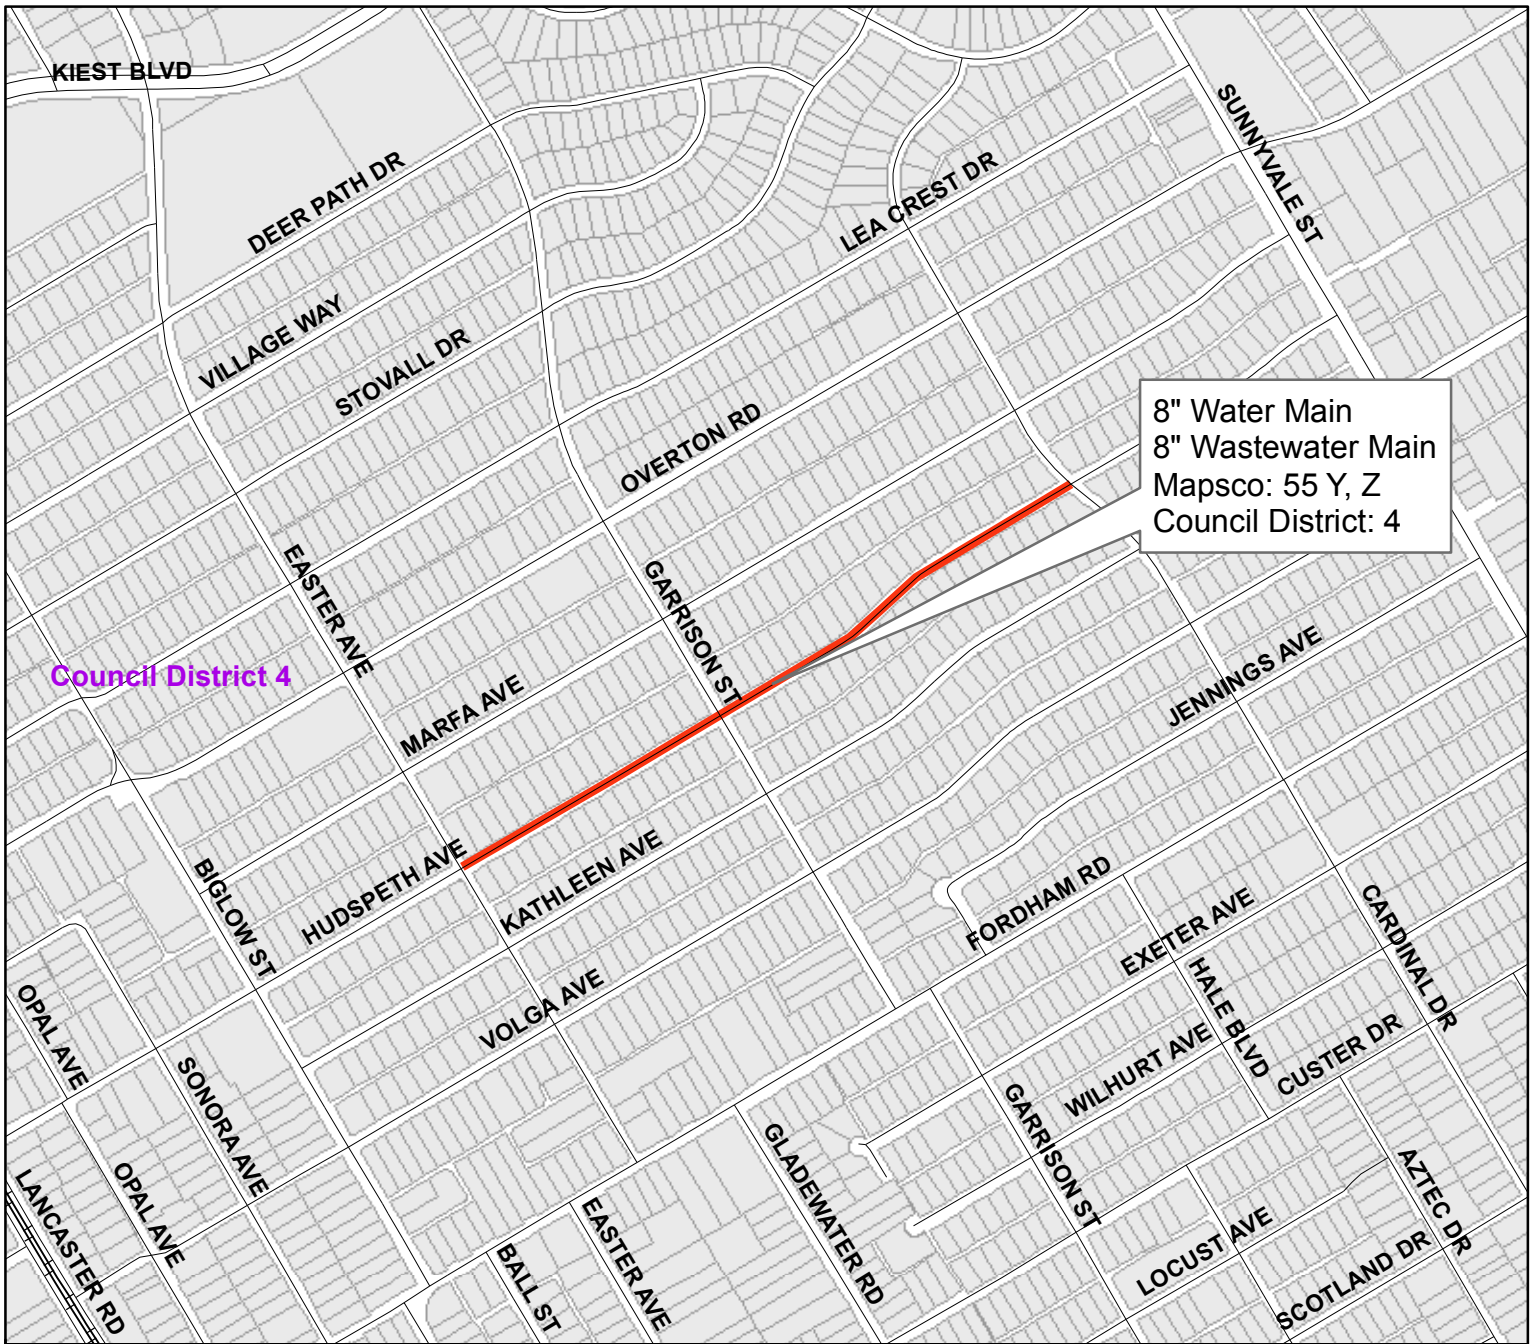 KIEST BLVD
SUNNYVALE ST
DEER PATH DR
LEA CREST DR
VILLAGE WAY
STOVALL DR
8" Water Main
8" Wastewater Main
Mapsco: 55 Y, Z
Council District: 4
OVERTON RD
EASTER AVE
GARRISON ST
Council District 4
MARFA AVE
JENNINGS AVE
HUDSPETH AVE
KATHLEEN AVE
BIGLOW ST
FORDHAM RD
EXETER AVE
CARDINAL DR
VOLGA AVE
HALE BLVD
OPAL AVE
SONORA AVE
WILHURT AVE
CUSTER DR
GARRISON ST
GLADEWATER RD
LANCASTER RD
OPAL AVE
AZTEC DR
EASTER AVE
BALL ST
LOCUST AVE
SCOTLAND DR